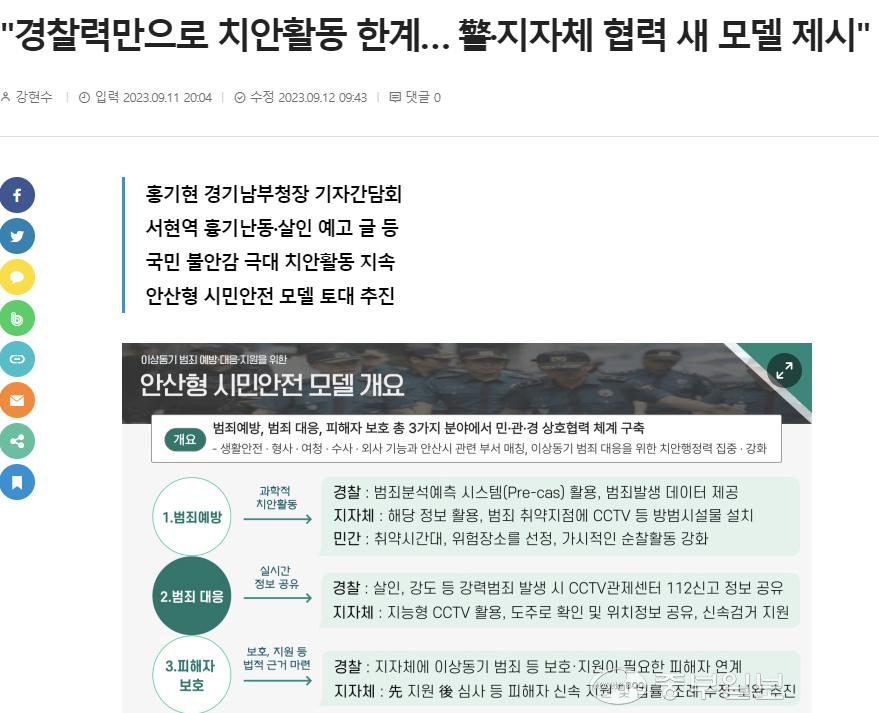 "경찰력만으로 치안활동 한계… 警·지자체 협력 새 모델 제시"
강현수 입력 2023.09.11 20:04 수정 2023.09.12 09:43 댓글 0
홍기현 경기남부청장 기자간담회
서현역 흉기난동·살인 예고 글 등
국민 불안감 극대 치안활동 지속
안산형 시민안전 모델 토대 추진
이상동기 범죄 예방·대응·지원을 위한
안산형 시민안전 모델 개요
개요
범죄예방, 범죄 대응, 피해자 보호 총 3가지 분야에서 민·관·경 상호협력 체계 구축
- 생활안전 · 형사 · 여청 · 수사 · 외사 기능과 안산시 관련 부서 매칭, 이상동기 범죄 대응을 위한 치안행정력 집중 · 강화
1.범죄예방
과학적
치안활동
경찰 : 범죄분석예측 시스템(Pre-cas) 활용, 범죄발생 데이터 제공
지자체 : 해당 정보 활용, 범죄 취약지점에 CCTV 등 방범시설물 설치
민간 : 취약시간대, 위험장소를 선정, 가시적인 순찰활동 강화
2.범죄 대응
실시간
정보 공유
경찰 : 살인, 강도 등 강력범죄 발생 시 CCTV관제센터 112신고 정보 공유
지자체 : 지능형 CCTV 활용, 도주로 확인 및 위치정보 공유, 신속검거 지원
3.피해자
보호
보호, 지원 등
법적 근거 마련
경찰 : 지자체에 이상동기 범죄 등 보호·지원이 필요한 피해자 연계
지자체 : 先 지원 後 심사 등 피해자 신속 지원 및 법률, 조례 수정·보완 추진
중부일보